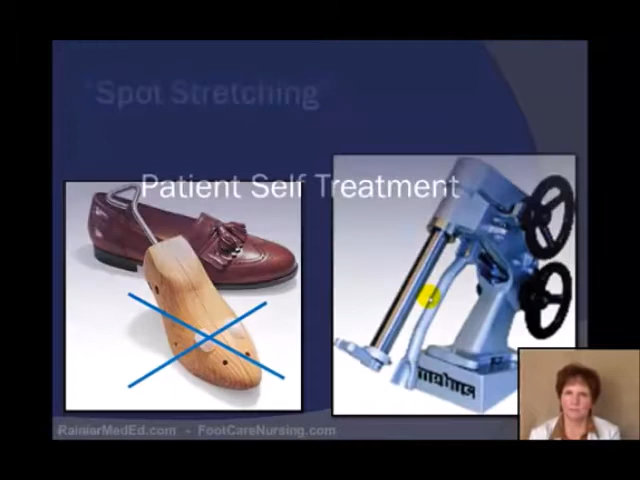 "Spot Stretching"
Patient Self Treatment
RainierMedEd.com - FootCareNursing.com